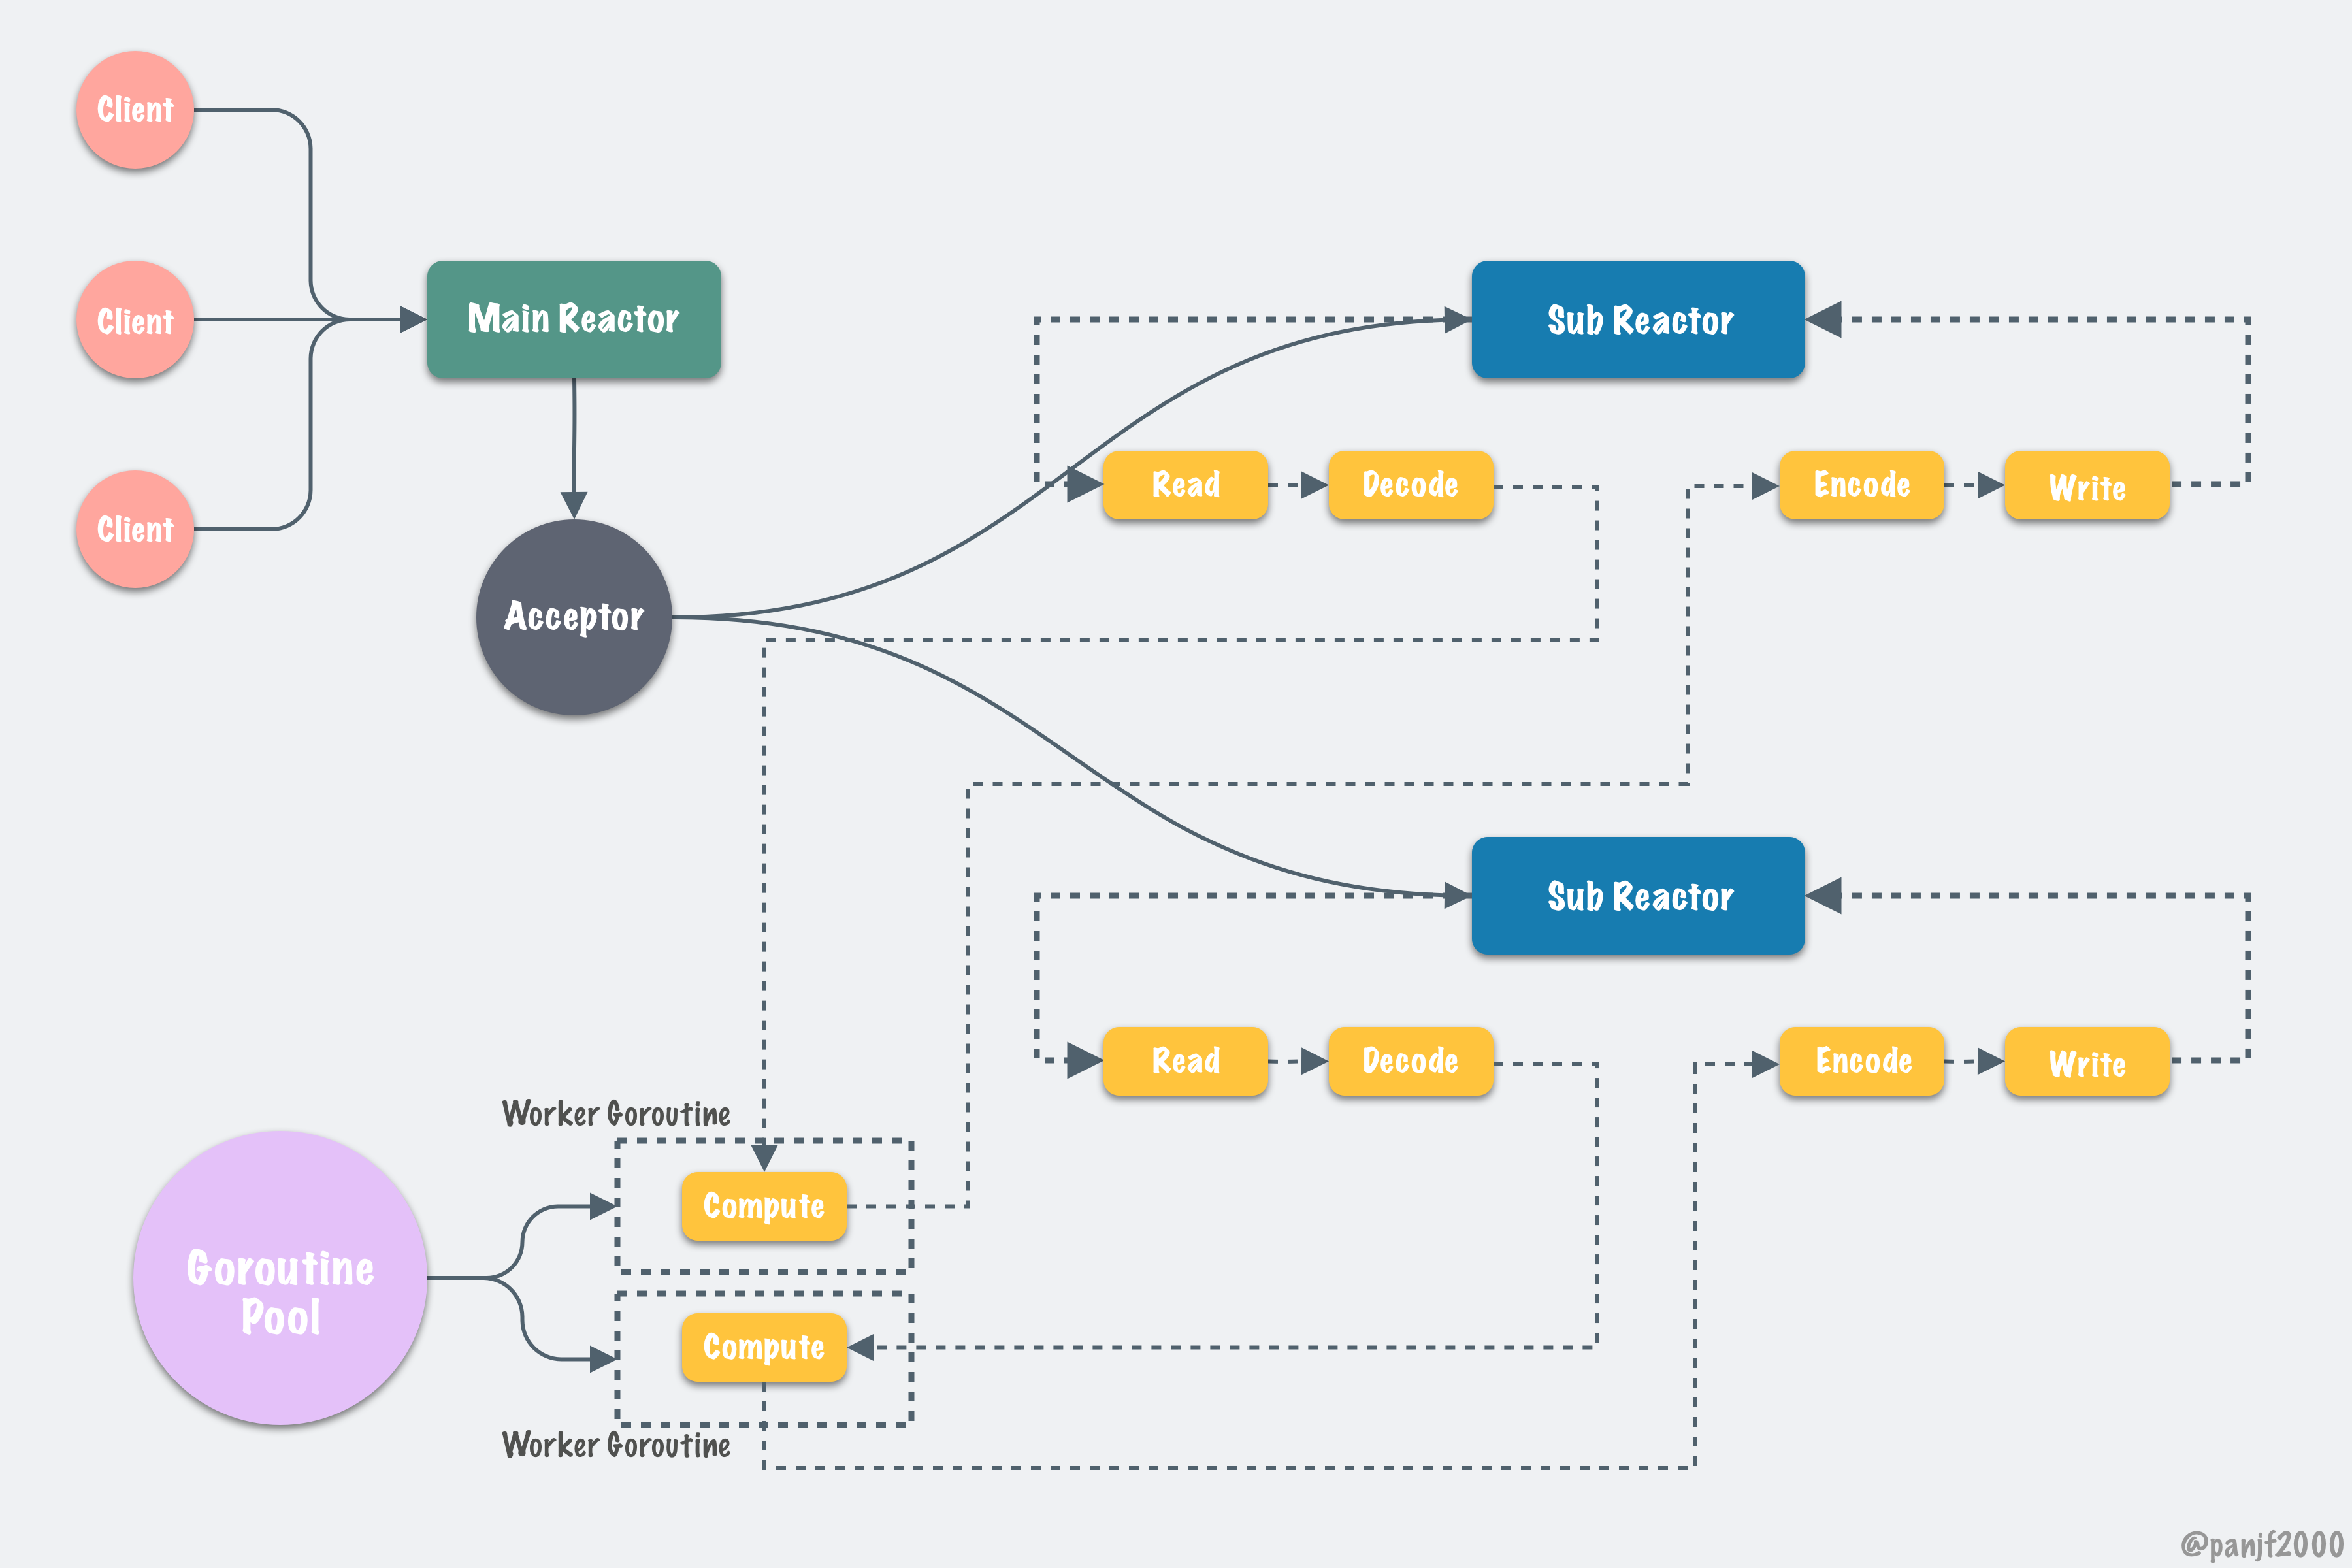 Client
Client
Client
Main Reactor
Acceptor
Sub Reactor
Read
Decode
Encode
Write
Sub Reactor
Read
Decode
Encode
Write
Worker Goroutine
Compute
Goroutine
Pool
Compute
Worker Goroutine
@panjf2000